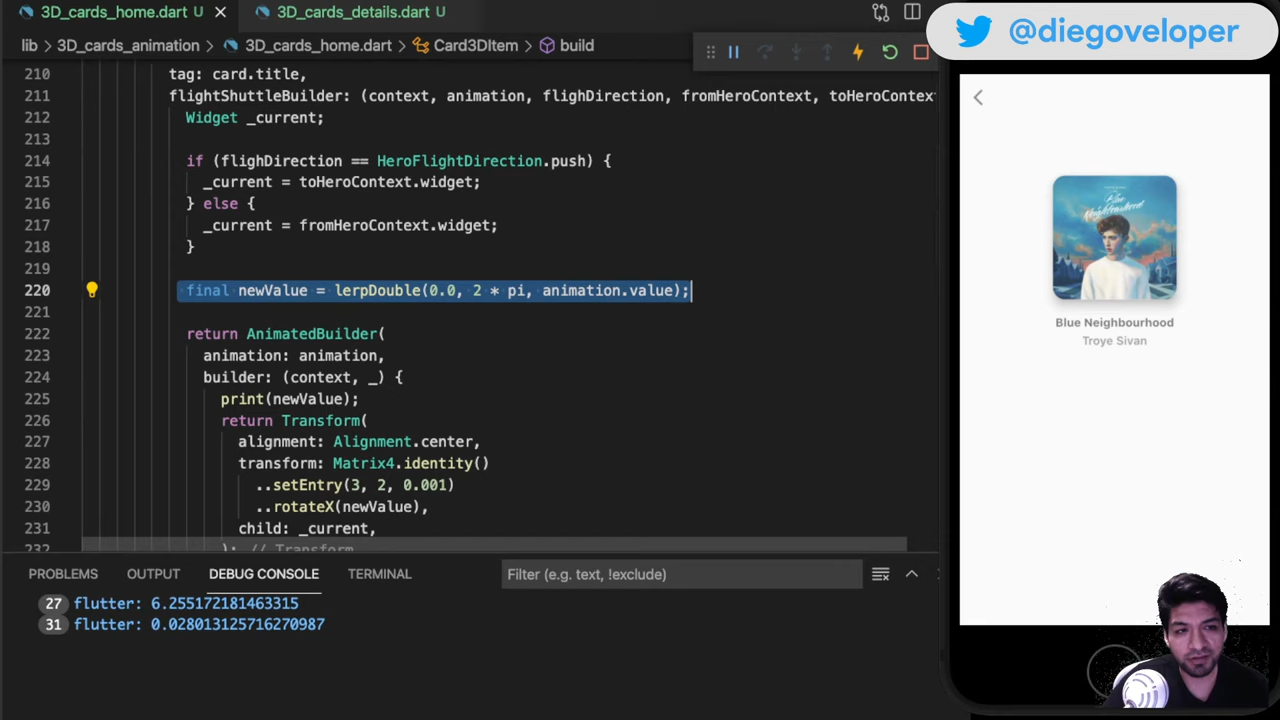 3D_cards_home.dart U
3D_cards_details.dart U
@diegoveloper
lib > 3D_cards_animation > 3D_cards_home.dart > Card3DItem > build
210 tag: card.title,
211 flightShuttleBuilder: (context, animation, flighDirection, fromHeroContext, toHeroContext
212 Widget _current;
213
214 if (flighDirection == HeroFlightDirection.push) {
215 _current = toHeroContext.widget;
216 } else {
217 _current = fromHeroContext.widget;
218 }
219
220 final newValue = lerpDouble(0.0, 2 * pi, animation.value);
221
222 return AnimatedBuilder(
223 animation: animation,
224 builder: (context, _) {
225 print(newValue);
226 return Transform(
227 alignment: Alignment.center,
228 transform: Matrix4.identity()
229 ..setEntry(3, 2, 0.001)
230 ..rotateX(newValue),
231 child: _current,
232 ); // Transform
PROBLEMS OUTPUT DEBUG CONSOLE TERMINAL Filter (e.g. text, !exclude)
27 flutter: 6.255172181463315
31 flutter: 0.028013125716270987
Blue Neighbourhood
Blue Neighbourhood
Troye Sivan